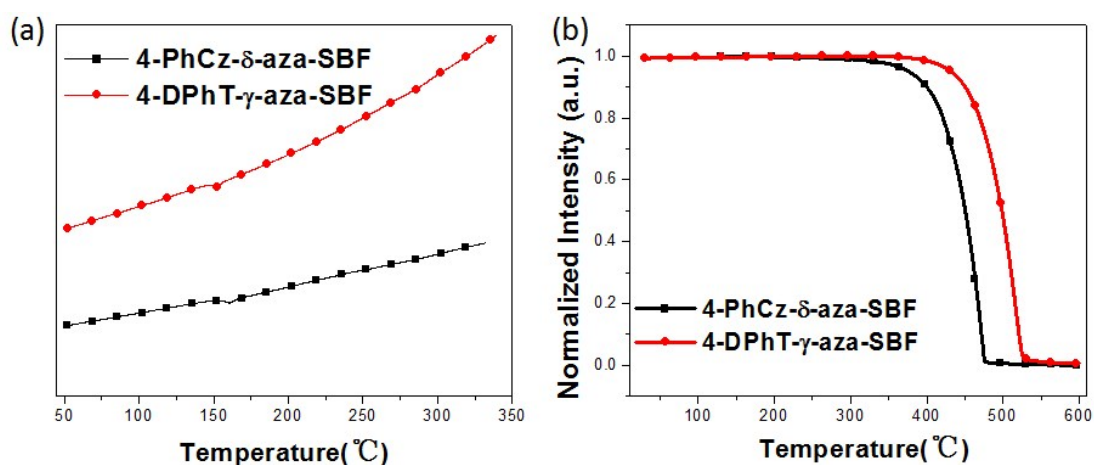 (a)
4-PhCz-δ-aza-SBF
4-DPhT-γ-aza-SBF
50 100 150 200 250 300 350
Temperature(℃)
(b)
Normalized Intensity (a.u.)
1.0
0.8
0.6
0.4
0.2
0.0
4-PhCz-δ-aza-SBF
4-DPhT-γ-aza-SBF
100 200 300 400 500 600
Temperature(℃)